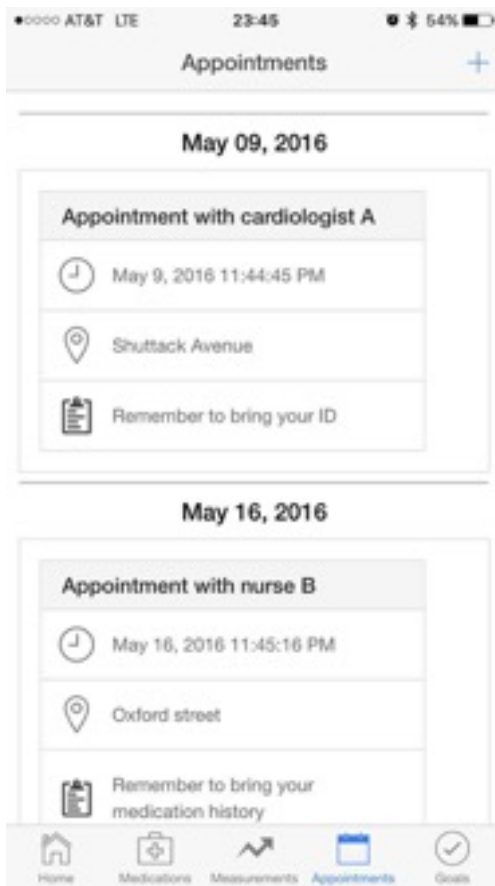 AT&T LTE 23:45 54%
Appointments +
May 09, 2016
Appointment with cardiologist A
May 9, 2016 11:44:45 PM
Shuttack Avenue
Remember to bring your ID
May 16, 2016
Appointment with nurse B
May 16, 2016 11:45:16 PM
Oxford street
Remember to bring your
medication history
Home Medications Measurements Appointments Goals